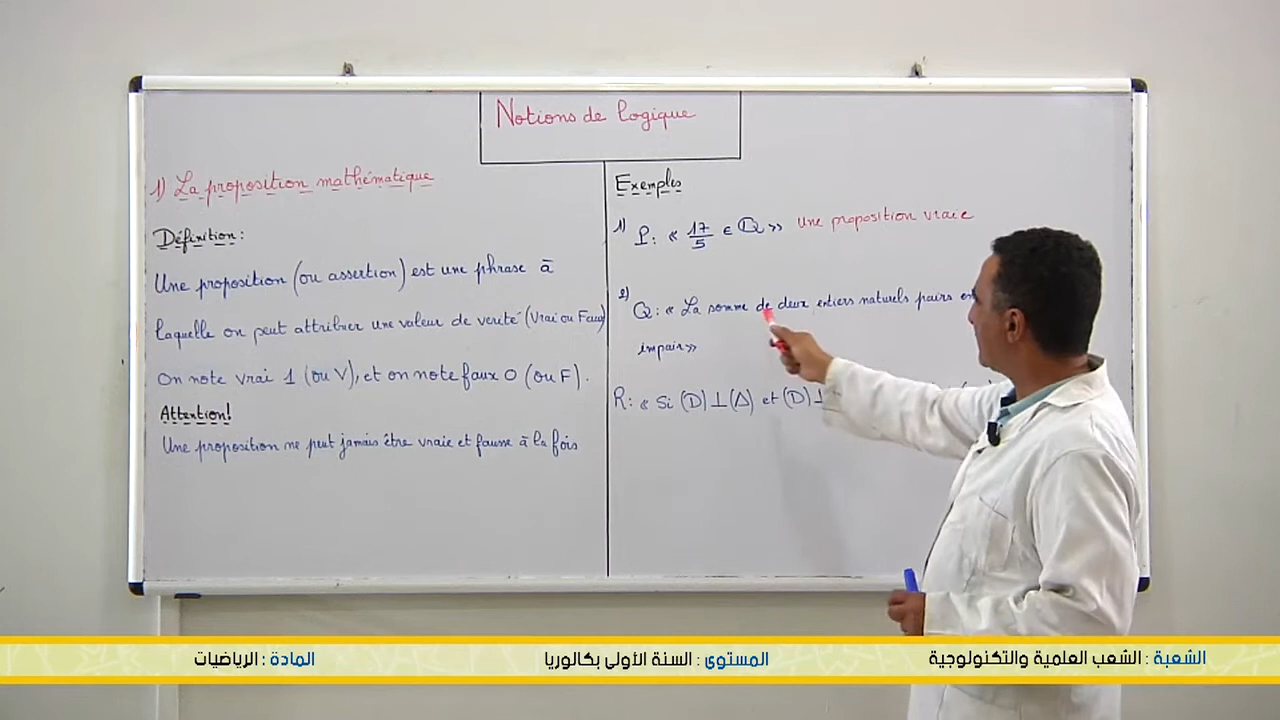 Notions de logique
1) La proposition mathématique
Définition:
Une proposition (ou assertion) est une phrase à
laquelle on peut attribuer une valeur de verité (Vrai ou Faux)
On note vrai 1 (ou V), et on note faux 0 (ou F).
Attention!
Une proposition ne peut jamais être vraie et fausse à la fois
Exemples
1) P: « 17/5 ∈ ℚ » une proposition vraie
2)
Q: « La somme de deux entiers naturels pairs
impair»
R: « Si (D) ⊥ (Δ) et (D) ⊥
الشعبة : الشعب العلمية والتكنولوجية
المستوى : السنة الأولى بكالوريا
المادة : الرياضيات